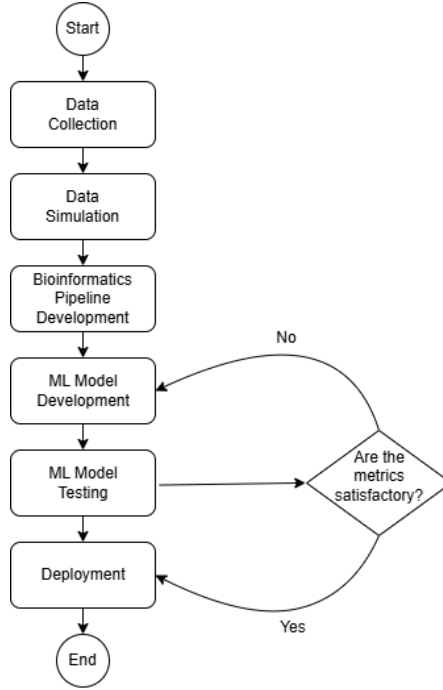 Start
Data
Collection
Data
Simulation
Bioinformatics
Pipeline
Development
ML Model
Development
No
ML Model
Testing
Are the
metrics
satisfactory?
Deployment
Yes
End